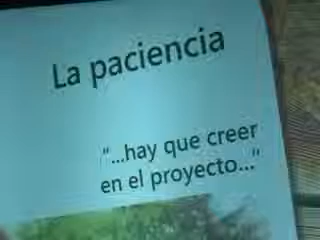 La paciencia
"...hay que creer
en el proyecto..."